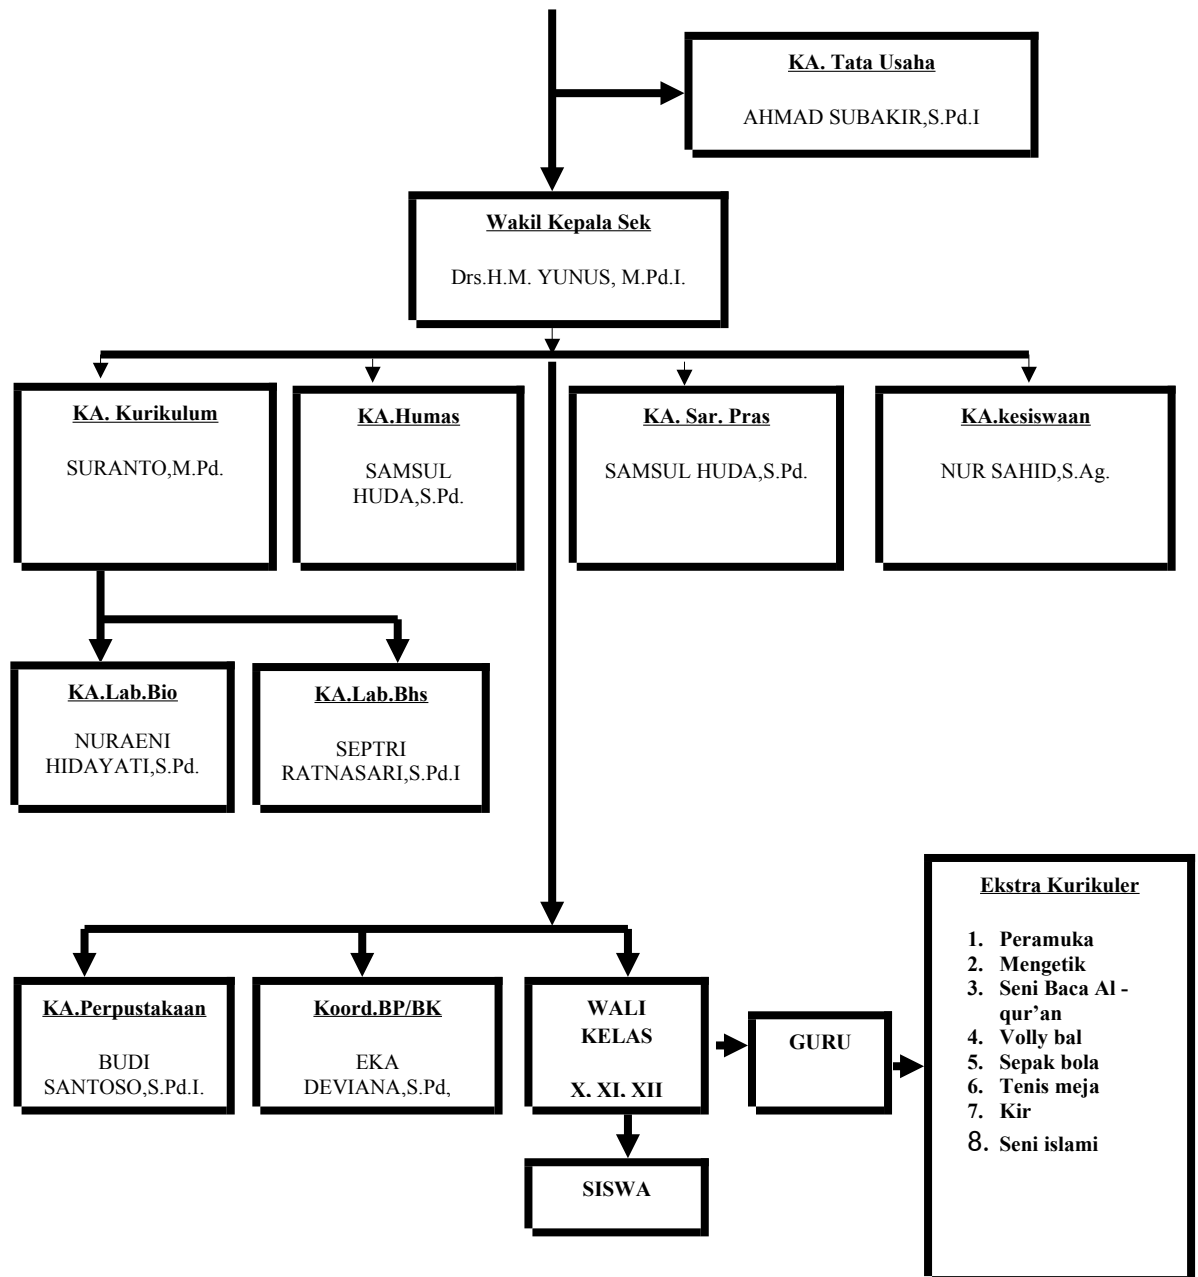 KA. Tata Usaha
AHMAD SUBAKIR,S.Pd.I
Wakil Kepala Sek
Drs.H.M. YUNUS, M.Pd.I.
KA. Kurikulum
SURANTO,M.Pd.
KA.Humas
SAMSUL
HUDA,S.Pd.
KA. Sar. Pras
SAMSUL HUDA,S.Pd.
KA.kesiswaan
NUR SAHID,S.Ag.
KA.Lab.Bio
NURAENI
HIDAYATI,S.Pd.
KA.Lab.Bhs
SEPTRI
RATNASARI,S.Pd.I
KA.Perpustakaan
BUDI
SANTOSO,S.Pd.I.
Koord.BP/BK
EKA
DEVIANA,S.Pd,
WALI
KELAS
X, XI, XII
GURU
SISWA
Ekstra Kurikuler
1. Peramuka
2. Mengetik
3. Seni Baca Al -
qur’an
4. Volly bal
5. Sepak bola
6. Tenis meja
7. Kir
8. Seni islami